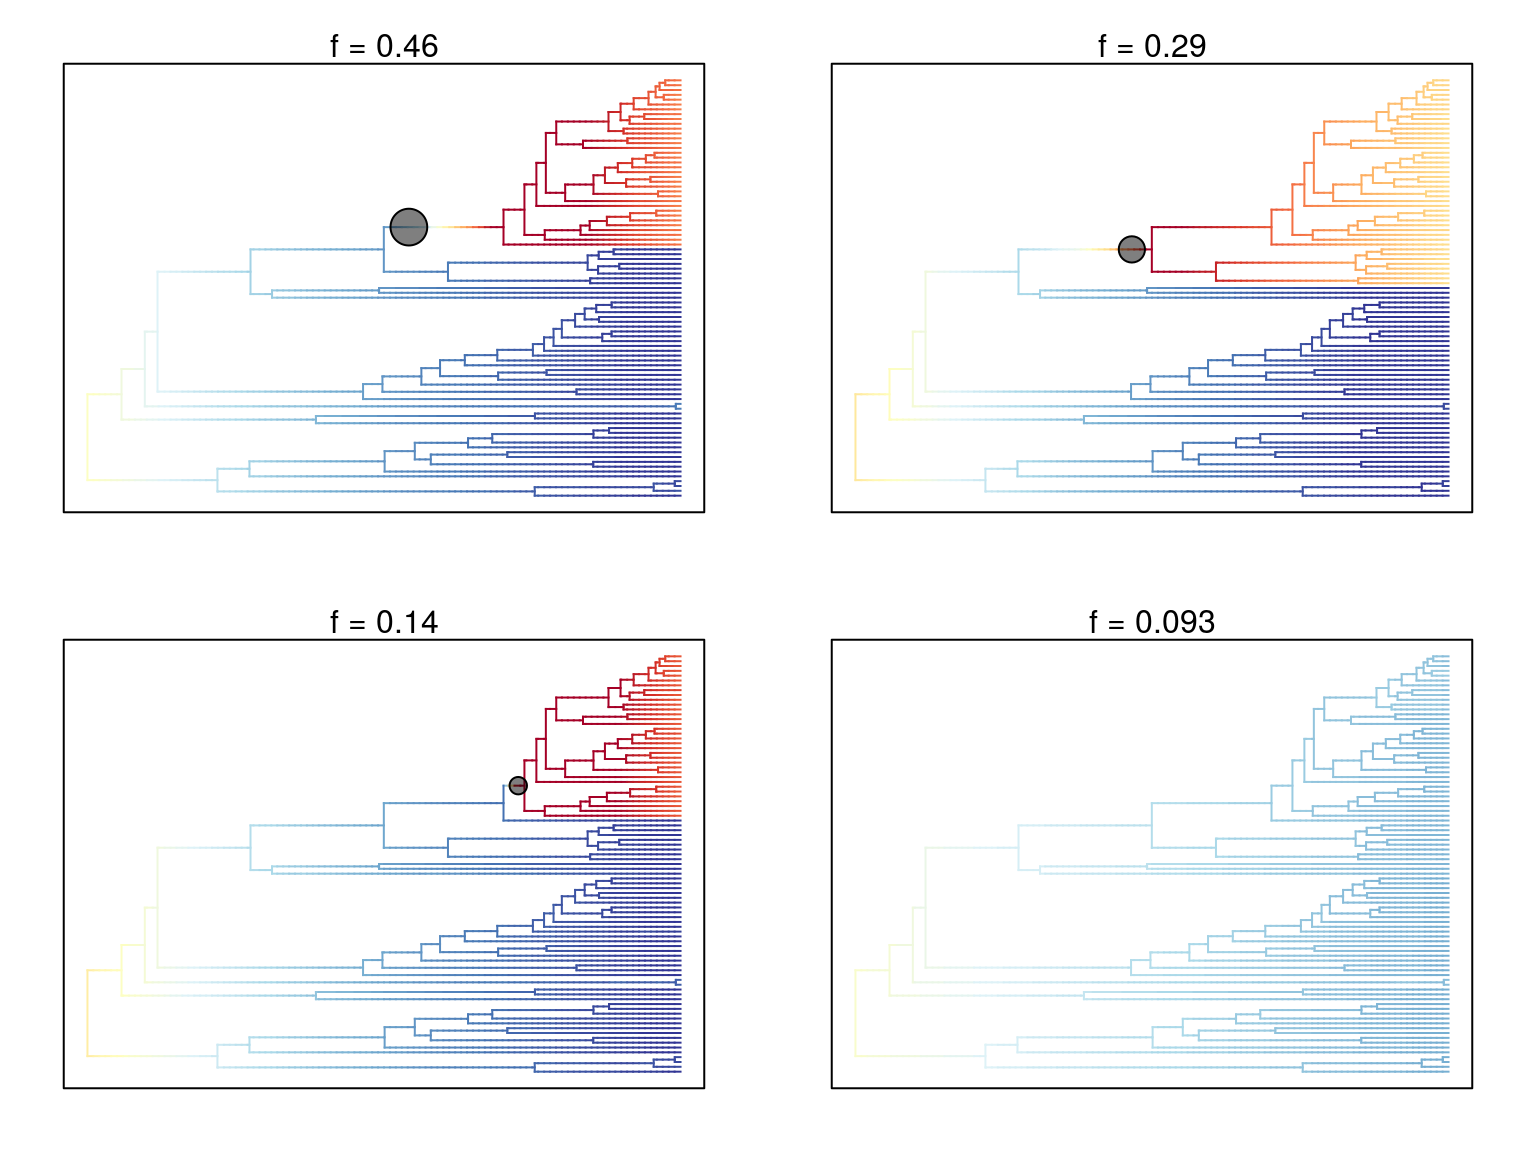 f = 0.46
f = 0.29
f = 0.14
f = 0.093